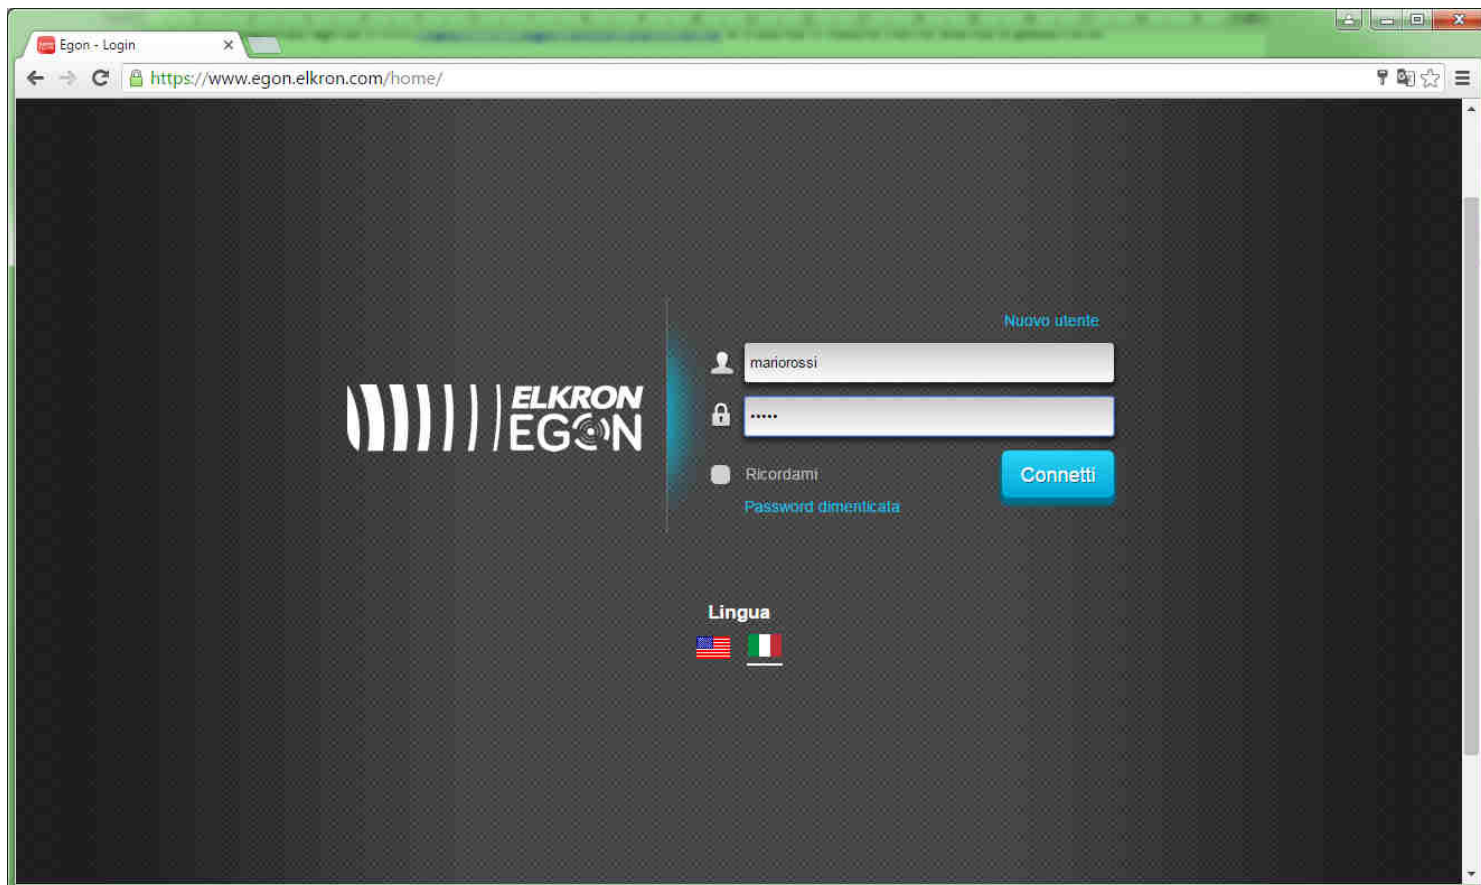 Egon - Login
https://www.egon.elkron.com/home/
Nuovo utente
mariorossi
ELKRON
EGON
•••••
Ricordami
Connetti
Password dimenticata
Lingua